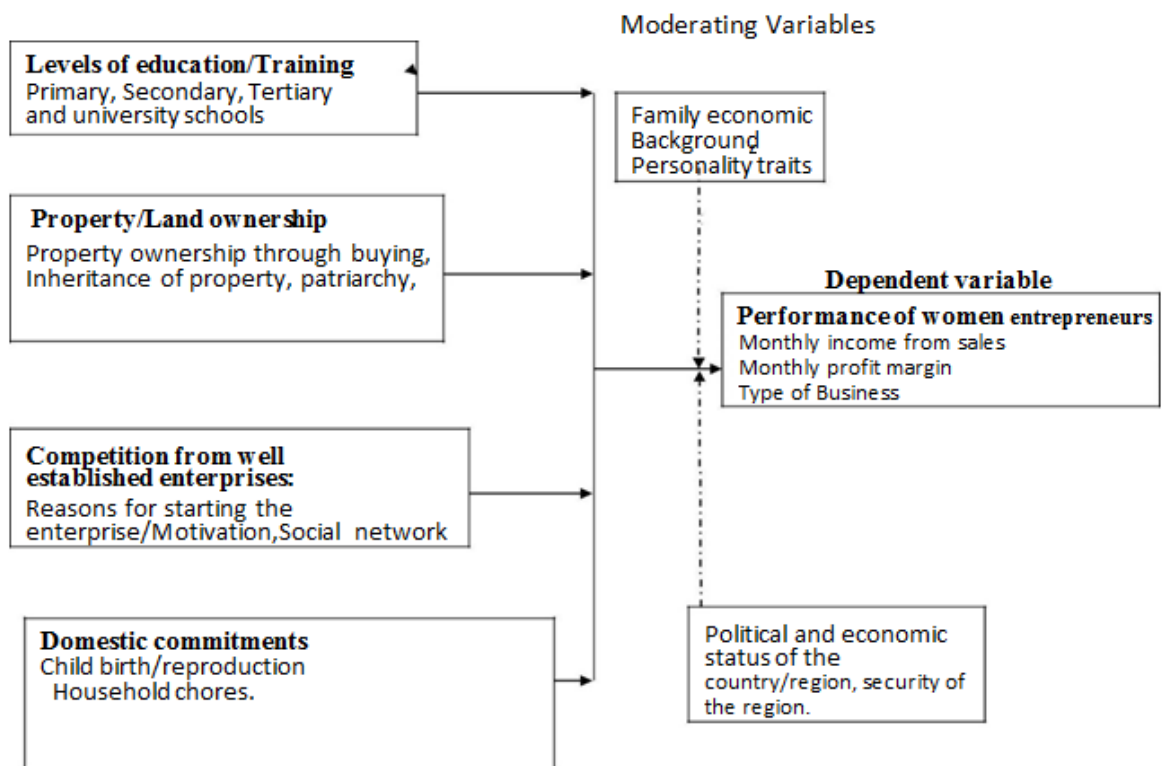 Moderating Variables
Levels of education/Training
Primary, Secondary, Tertiary
and university schools
Family economic
Background,
Personality traits
Property/Land ownership
Property ownership through buying,
Inheritance of property, patriarchy,
Dependent variable
Performance of women entrepreneurs
Monthly income from sales
Monthly profit margin
Type of Business
Competition from well
established enterprises:
Reasons for starting the
enterprise/Motivation,Social network
Domestic commitments
Child birth/reproduction
Household chores.
Political and economic
status of the
country/region, security of
the region.